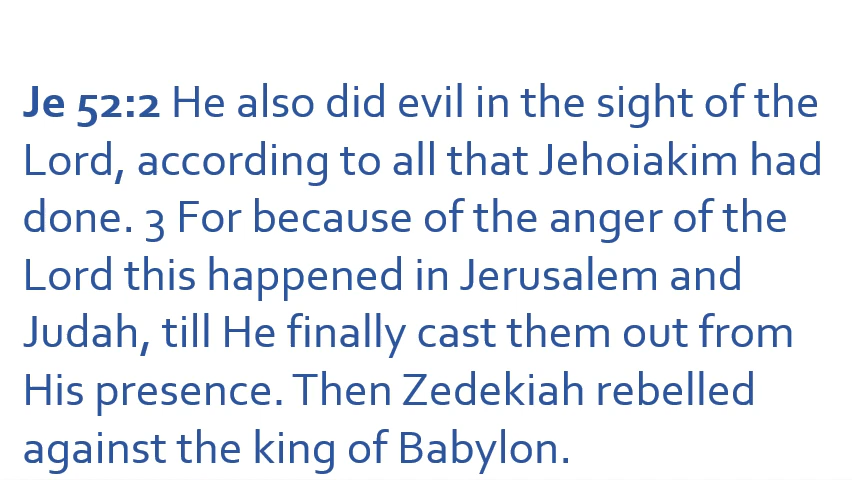 Je 52:2 He also did evil in the sight of the
Lord, according to all that Jehoiakim had
done. 3 For because of the anger of the
Lord this happened in Jerusalem and
Judah, till He finally cast them out from
His presence. Then Zedekiah rebelled
against the king of Babylon.